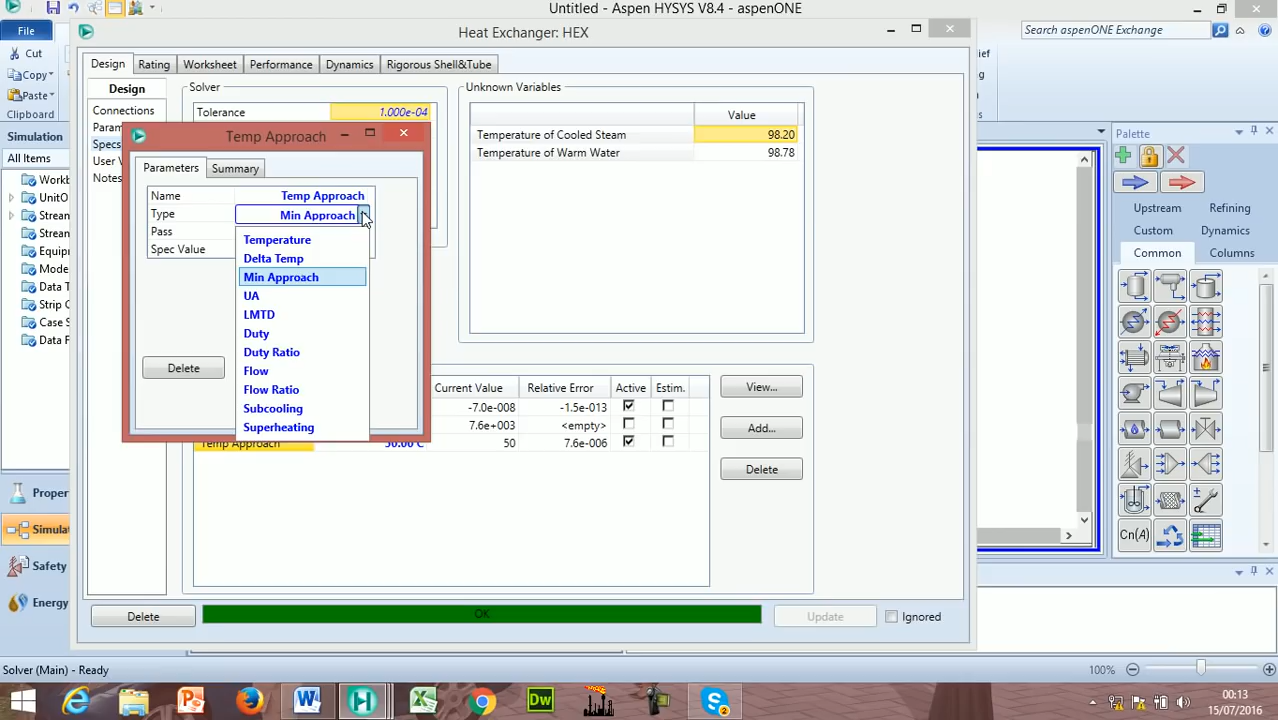 Untitled - Aspen HYSYS V8.4 - aspenONE
File
Cut
Copy
Paste
Clipboard
Search aspenONE Exchange
Heat Exchanger: HEX
Design Rating Worksheet Performance Dynamics Rigorous Shell&Tube
Design
Connections
Param
Specs
User V
Notes
Solver
Tolerance 1.000e-04
Unknown Variables
Value
Temperature of Cooled Steam 98.20
Temperature of Warm Water 98.78
Temp Approach
Parameters Summary
Name Temp Approach
Type Min Approach
Pass
Spec Value
Temperature
Delta Temp
Min Approach
UA
LMTD
Duty
Duty Ratio
Flow
Flow Ratio
Subcooling
Superheating
Delete
Current Value Relative Error Active Estim.
-7.0e-008 -1.5e-013
7.6e+003 <empty>
Temp Approach 50.00 C 50 7.6e-006
View...
Add...
Delete
Delete OK Update Ignored
Simulation
All Items
Workb
UnitO
Stream
Stream
Equip
Mode
Data T
Strip C
Case S
Data F
Proper
Simulat
Safety
Energy
Palette
Upstream Refining
Custom Dynamics
Common Columns
Cn(A)
Solver (Main) - Ready
100%
00:13
15/07/2016